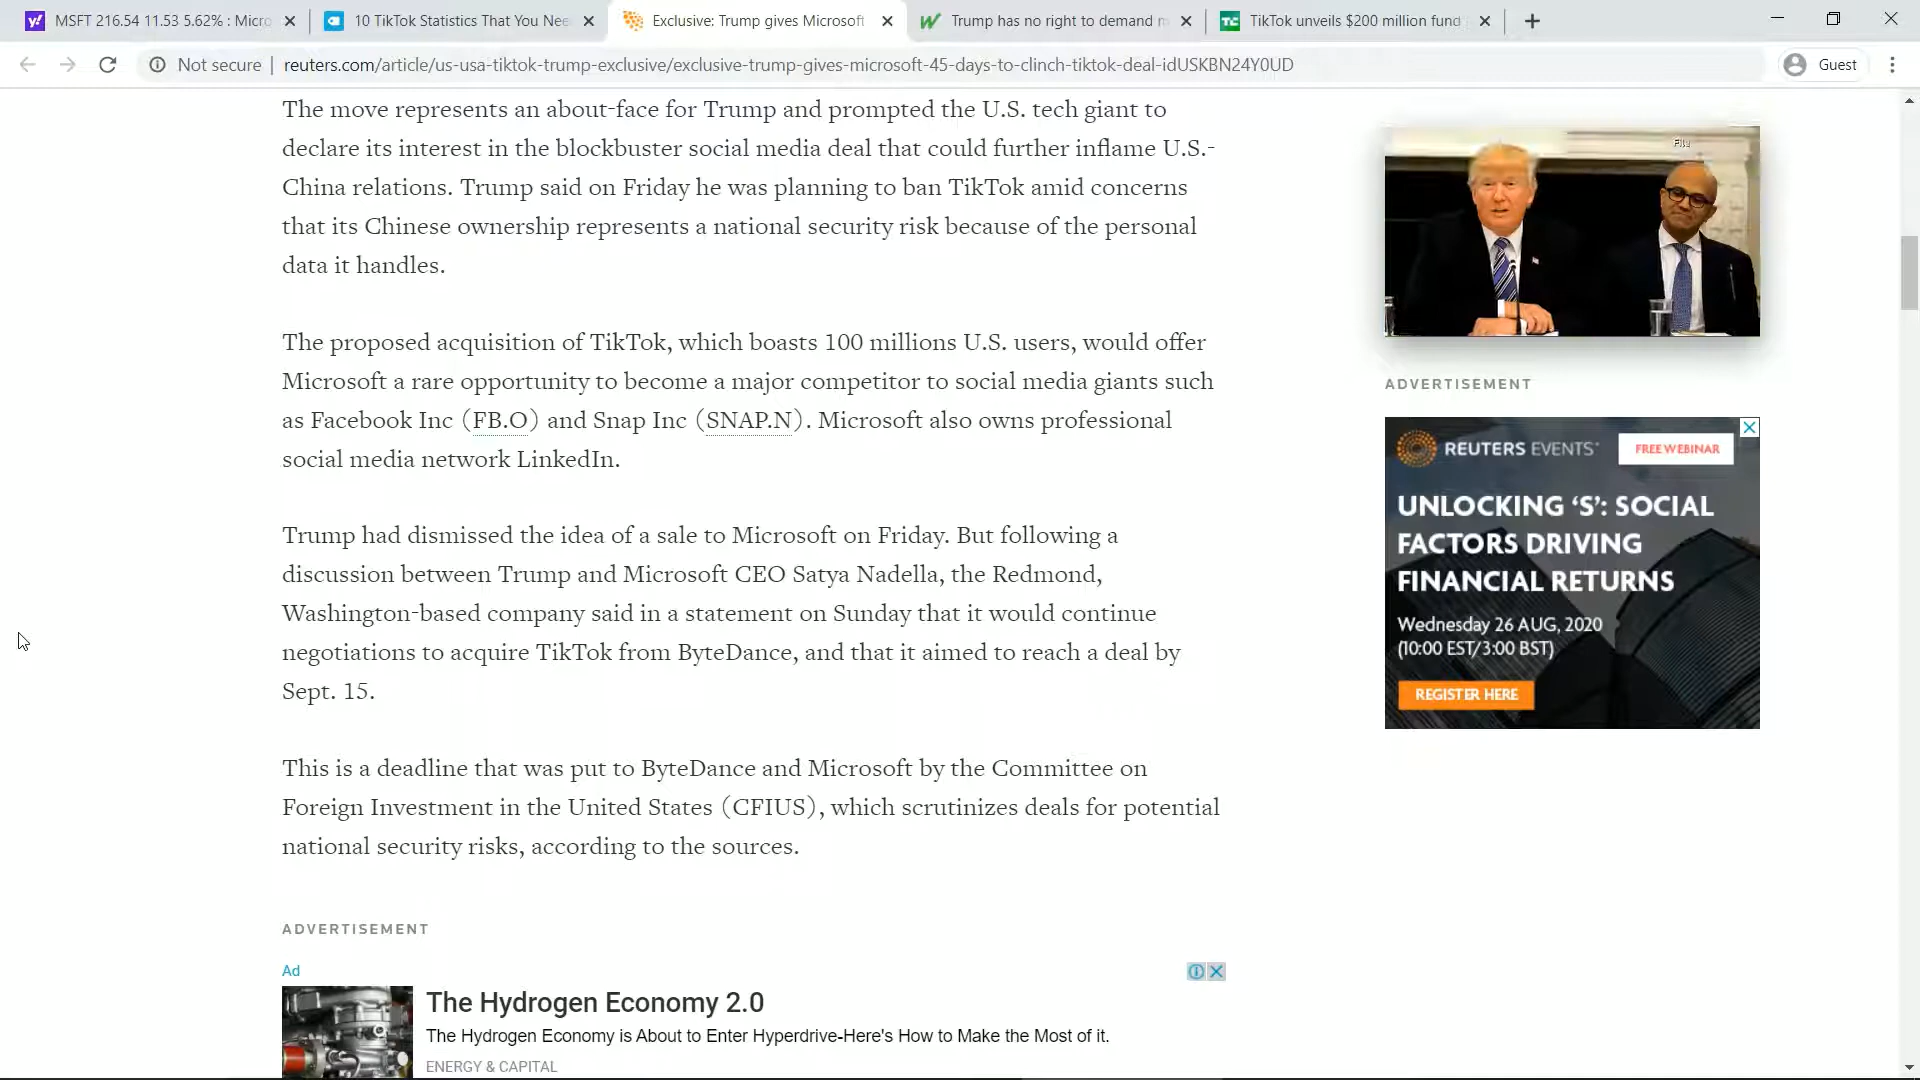 MSFT 216.54 11.53 5.62% : Micro
10 TikTok Statistics That You Nee
Exclusive: Trump gives Microsoft
Trump has no right to demand m
TikTok unveils $200 million fund
Not secure
reuters.com/article/us-usa-tiktok-trump-exclusive/exclusive-trump-gives-microsoft-45-days-to-clinch-tiktok-deal-idUSKBN24Y0UD
Guest
The move represents an about-face for Trump and prompted the U.S. tech giant to
declare its interest in the blockbuster social media deal that could further inflame U.S.-
China relations. Trump said on Friday he was planning to ban TikTok amid concerns
that its Chinese ownership represents a national security risk because of the personal
data it handles.
The proposed acquisition of TikTok, which boasts 100 millions U.S. users, would offer
Microsoft a rare opportunity to become a major competitor to social media giants such
as Facebook Inc (FB.O) and Snap Inc (SNAP.N). Microsoft also owns professional
social media network LinkedIn.
Trump had dismissed the idea of a sale to Microsoft on Friday. But following a
discussion between Trump and Microsoft CEO Satya Nadella, the Redmond,
Washington-based company said in a statement on Sunday that it would continue
negotiations to acquire TikTok from ByteDance, and that it aimed to reach a deal by
Sept. 15.
This is a deadline that was put to ByteDance and Microsoft by the Committee on
Foreign Investment in the United States (CFIUS), which scrutinizes deals for potential
national security risks, according to the sources.
ADVERTISEMENT
Ad
The Hydrogen Economy 2.0
The Hydrogen Economy is About to Enter Hyperdrive-Here's How to Make the Most of it.
ENERGY & CAPITAL
File
ADVERTISEMENT
REUTERS EVENTS™
FREE WEBINAR
UNLOCKING ‘S’: SOCIAL
FACTORS DRIVING
FINANCIAL RETURNS
Wednesday 26 AUG, 2020
(10:00 EST/3:00 BST)
REGISTER HERE